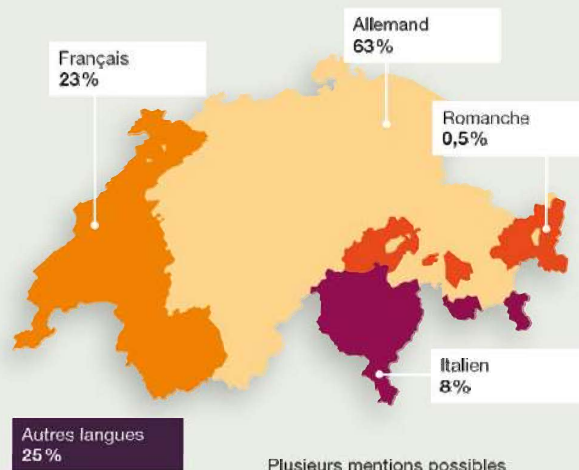 Allemand
63%
Français
23%
Romanche
0,5%
Italien
8%
Autres langues
25%
Plusieurs mentions possibles